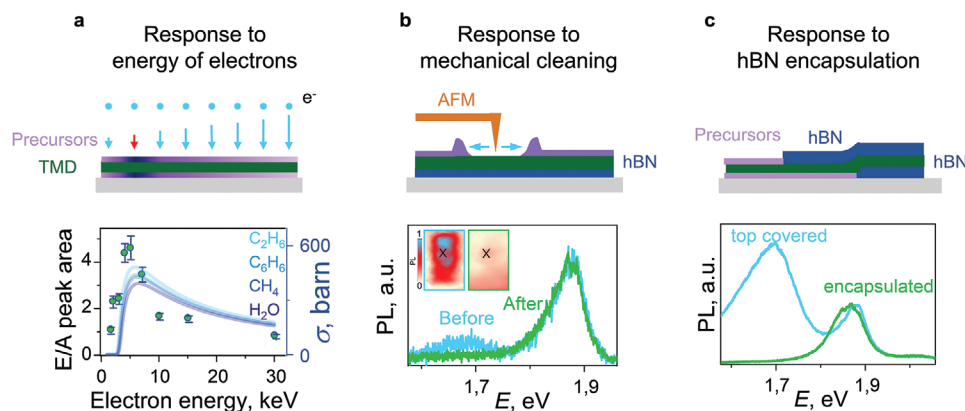 a
Response to
energy of electrons
e-
Precursors
TMD
E/A peak area
4
2
0
C2H6
C6H6
CH4
H2O
600
300
0
σ, barn
0 10 20 30
Electron energy, keV
b
Response to
mechanical cleaning
AFM
hBN
PL, a.u.
1
0
X X
After
Before
1,7 1,9
E, eV
c
Response to
hBN encapsulation
Precursors
hBN
hBN
PL, a.u.
top covered
encapsulated
1,7 1,9
E, eV